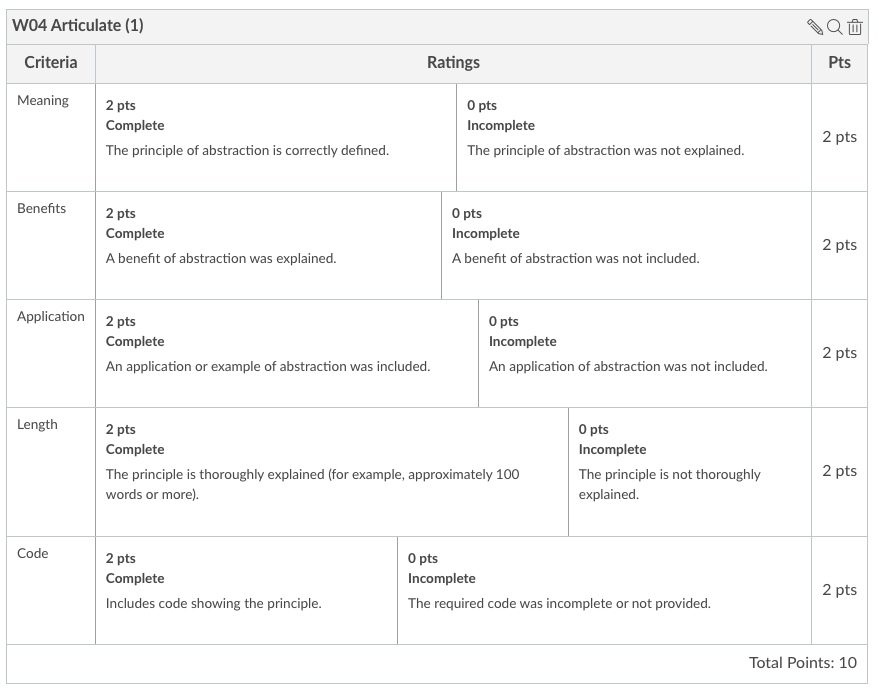 W04 Articulate (1)
Criteria Ratings Pts
Meaning
2 pts
Complete
The principle of abstraction is correctly defined.
0 pts
Incomplete
The principle of abstraction was not explained.
2 pts
Benefits
2 pts
Complete
A benefit of abstraction was explained.
0 pts
Incomplete
A benefit of abstraction was not included.
2 pts
Application
2 pts
Complete
An application or example of abstraction was included.
0 pts
Incomplete
An application of abstraction was not included.
2 pts
Length
2 pts
Complete
The principle is thoroughly explained (for example, approximately 100
words or more).
0 pts
Incomplete
The principle is not thoroughly
explained.
2 pts
Code
2 pts
Complete
Includes code showing the principle.
0 pts
Incomplete
The required code was incomplete or not provided.
2 pts
Total Points: 10